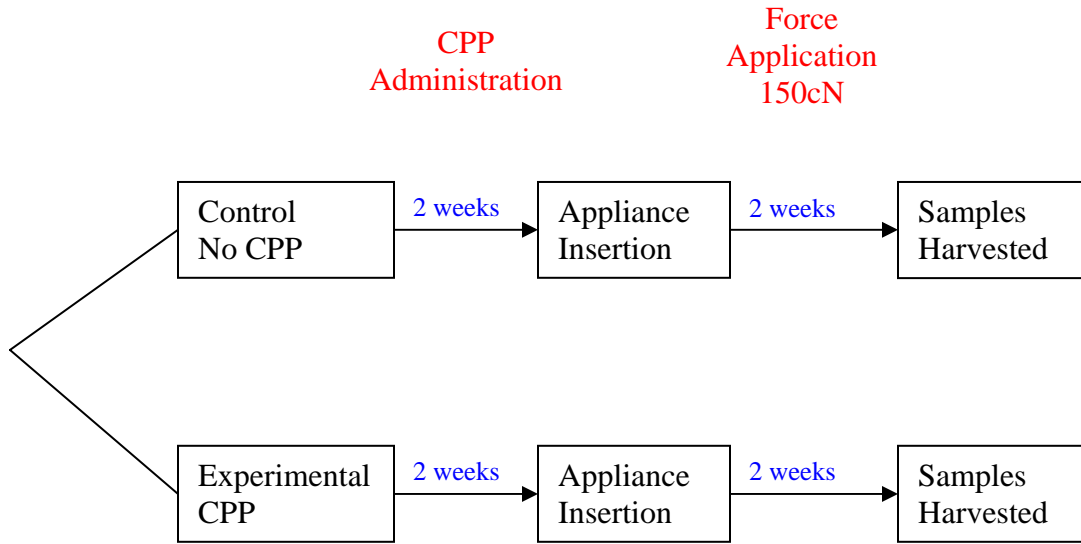 CPP
Administration
Force
Application
150cN
Control
No CPP
2 weeks
Appliance
Insertion
2 weeks
Samples
Harvested
Experimental
CPP
2 weeks
Appliance
Insertion
2 weeks
Samples
Harvested